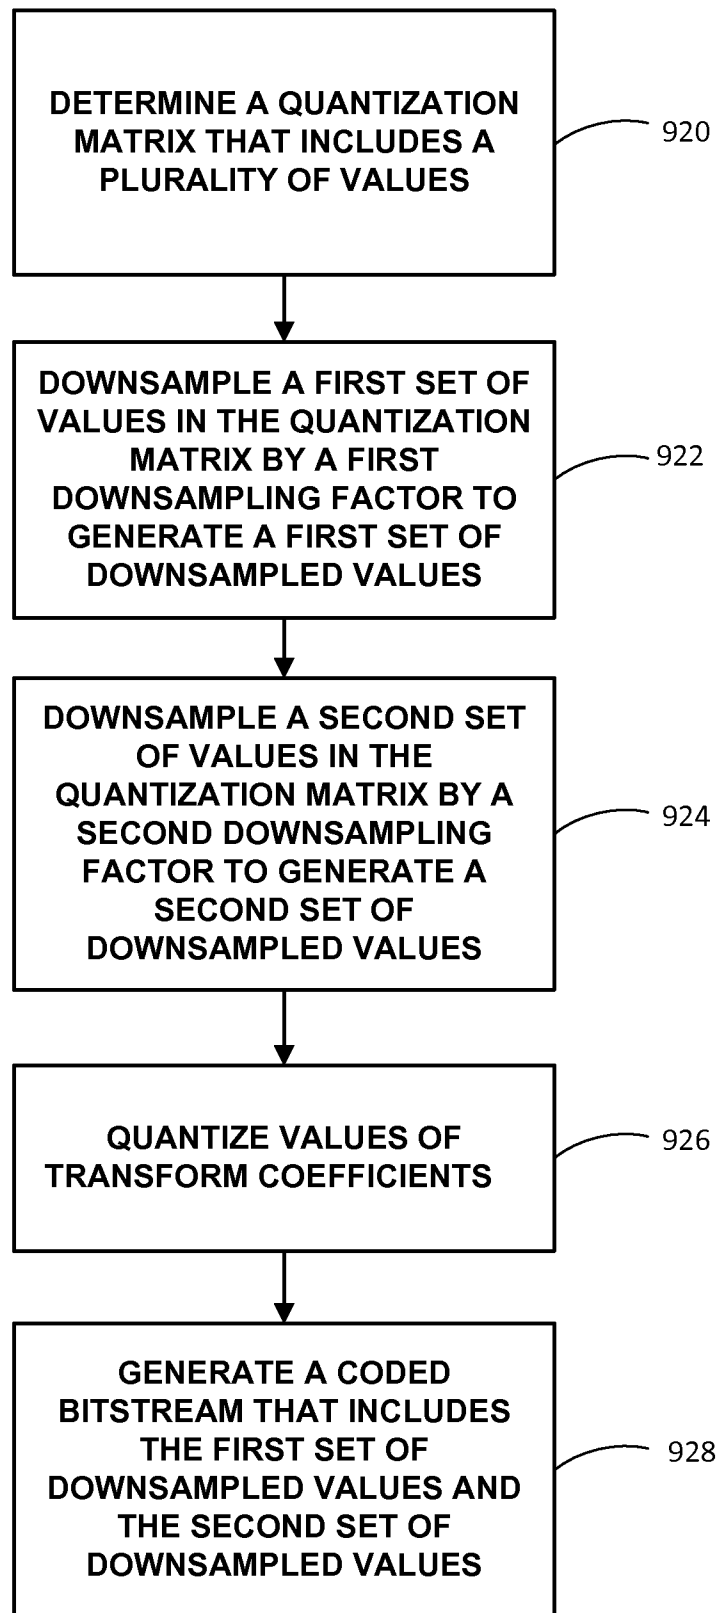 DETERMINE A QUANTIZATION
MATRIX THAT INCLUDES A
PLURALITY OF VALUES
920
DOWNSAMPLE A FIRST SET OF
VALUES IN THE QUANTIZATION
MATRIX BY A FIRST
DOWNSAMPLING FACTOR TO
GENERATE A FIRST SET OF
DOWNSAMPLED VALUES
922
DOWNSAMPLE A SECOND SET
OF VALUES IN THE
QUANTIZATION MATRIX BY A
SECOND DOWNSAMPLING
FACTOR TO GENERATE A
SECOND SET OF
DOWNSAMPLED VALUES
924
QUANTIZE VALUES OF
TRANSFORM COEFFICIENTS
926
GENERATE A CODED
BITSTREAM THAT INCLUDES
THE FIRST SET OF
DOWNSAMPLED VALUES AND
THE SECOND SET OF
DOWNSAMPLED VALUES
928